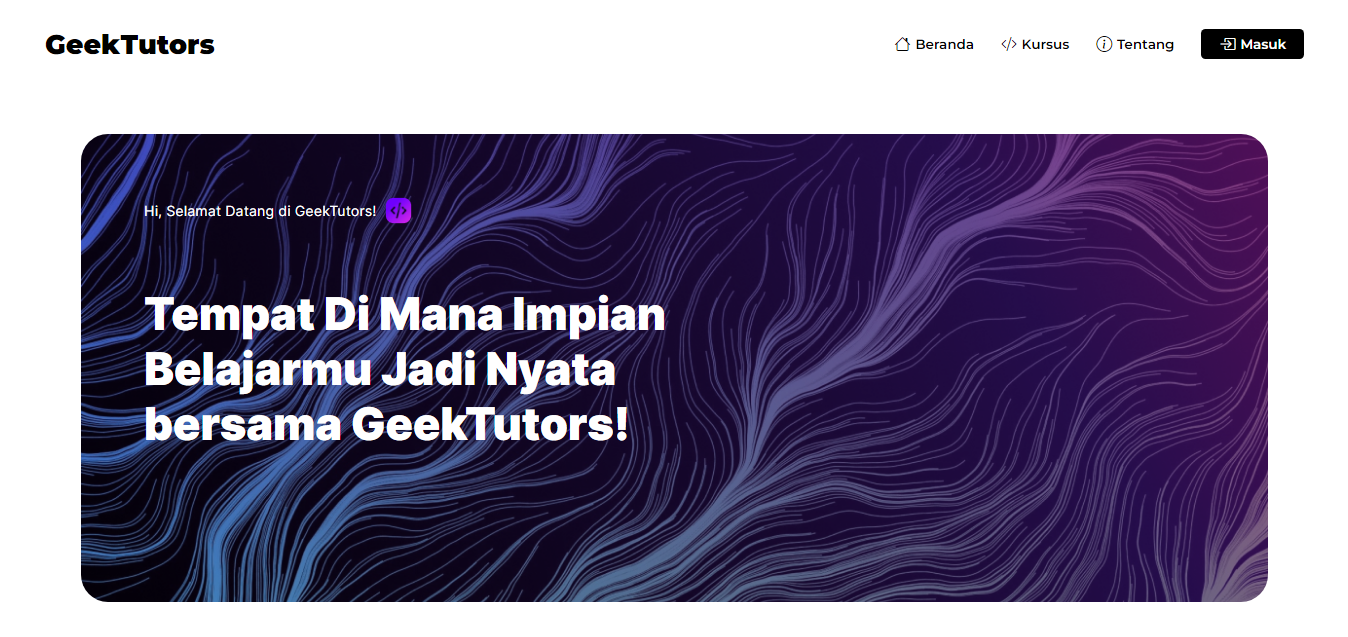 GeekTutors
Beranda
Kursus
Tentang
Masuk
Hi, Selamat Datang di GeekTutors!
Tempat Di Mana Impian
Belajarmu Jadi Nyata
bersama GeekTutors!